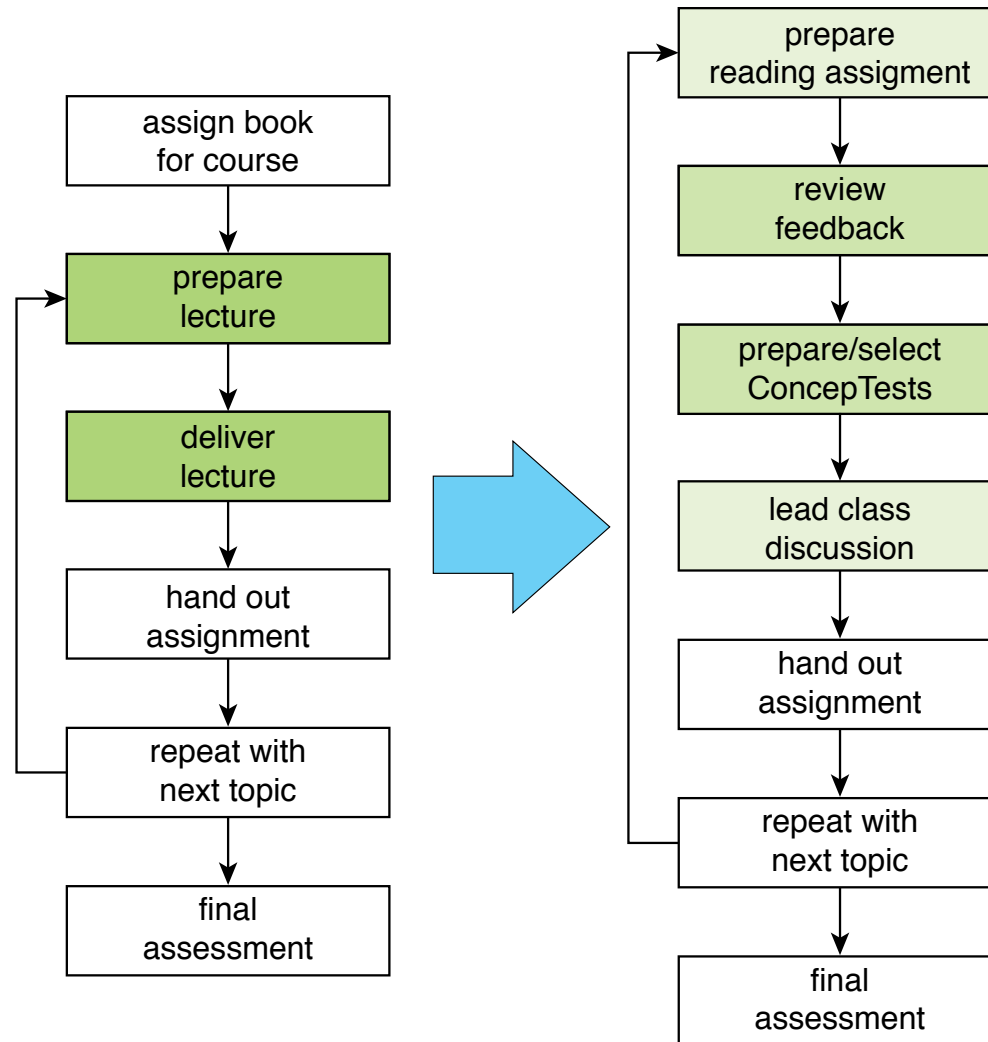 assign book
for course
prepare
lecture
deliver
lecture
hand out
assignment
repeat with
next topic
final
assessment
prepare
reading assigment
review
feedback
prepare/select
ConcepTests
lead class
discussion
hand out
assignment
repeat with
next topic
final
assessment